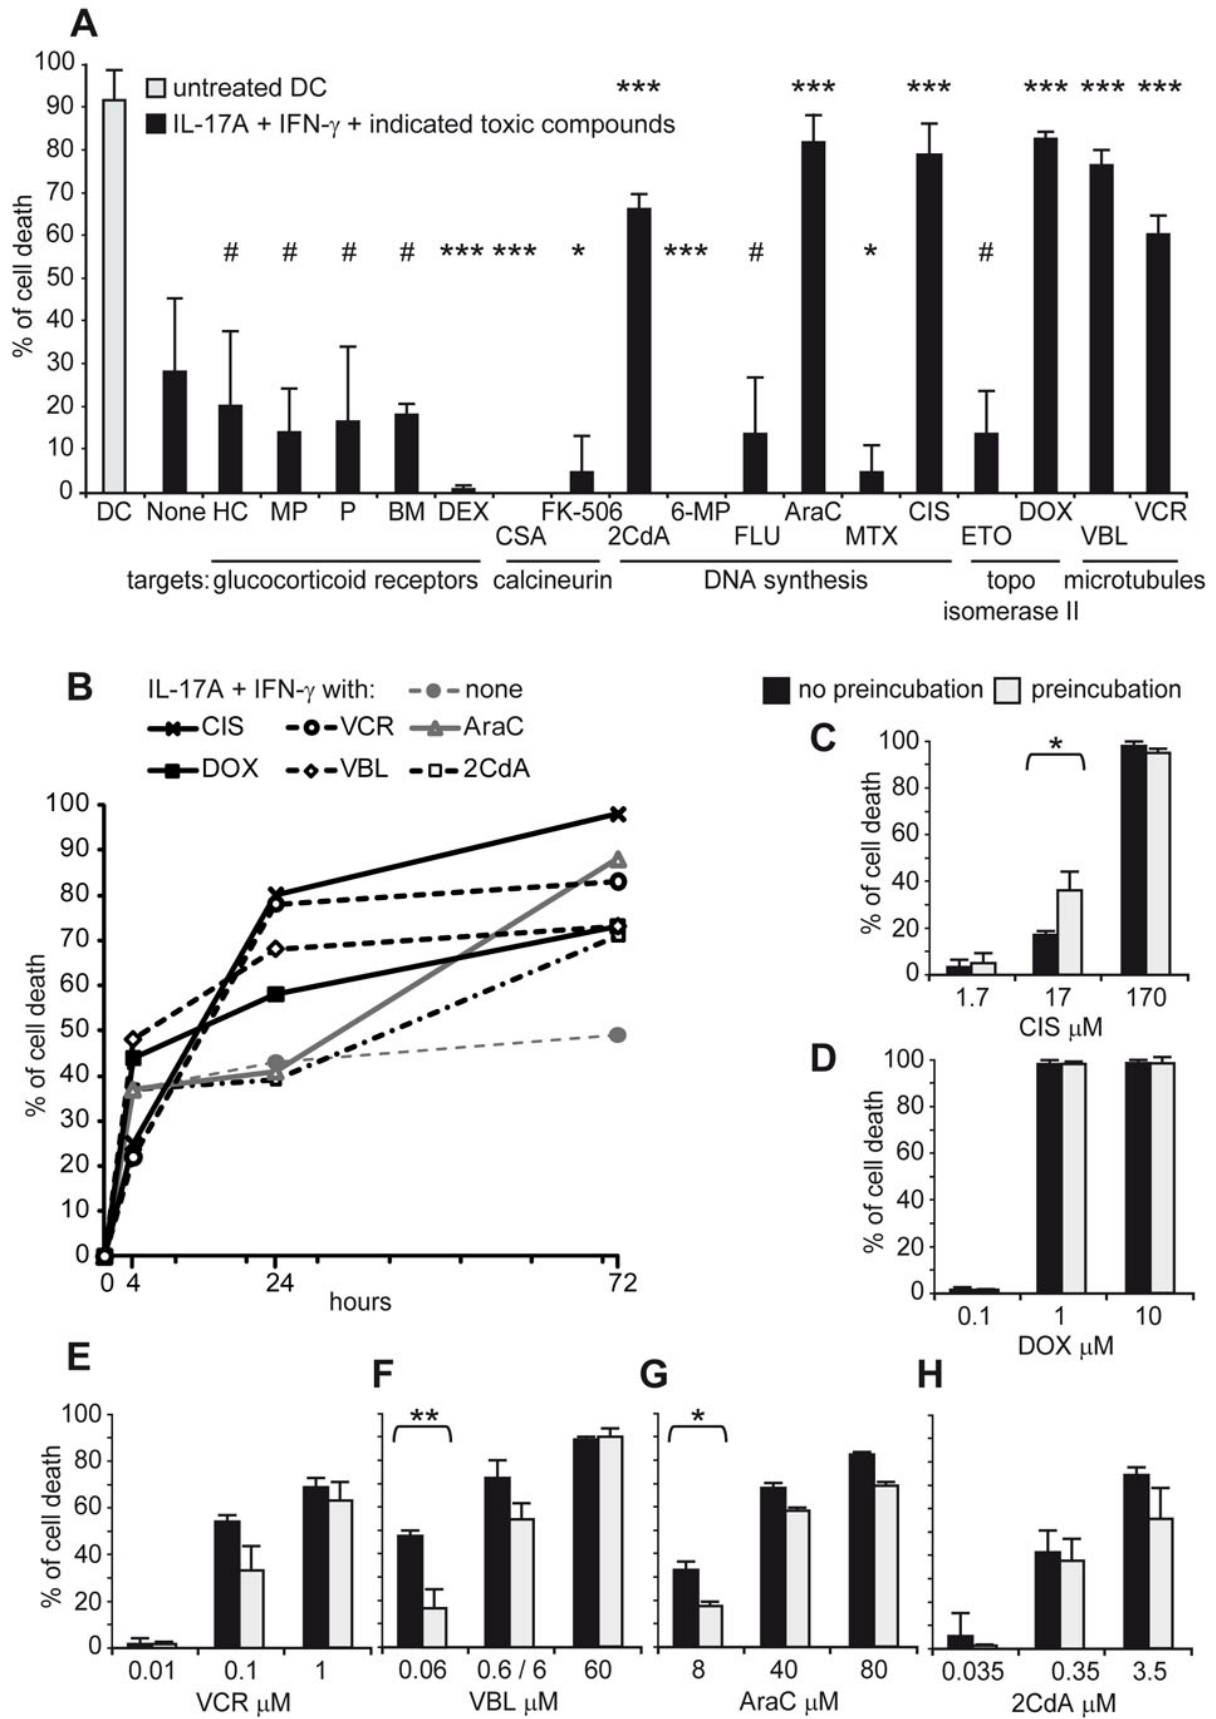 A
100
90
80
70
60
50
40
30
20
10
0
% of cell death
untreated DC
IL-17A + IFN-γ + indicated toxic compounds
*** *** *** *** *** ***
# # # # *** *** * *** # * #
DC None HC MP P BM DEX FK-506 6-MP AraC CIS DOX VCR
CSA 2CdA FLU MTX ETO VBL
targets: glucocorticoid receptors calcineurin DNA synthesis topo microtubules
isomerase II
B
IL-17A + IFN-γ with: none
CIS VCR AraC
DOX VBL 2CdA
100
90
80
70
60
50
40
30
20
10
0
% of cell death
0 4 24 72
hours
no preincubation preincubation
C
100
80
60
40
20
0
% of cell death
*
1.7 17 170
CIS μM
D
100
80
60
40
20
0
% of cell death
0.1 1 10
DOX μM
E
100
80
60
40
20
0
% of cell death
0.01 0.1 1
VCR μM
F
**
0.06 0.6 / 6 60
VBL μM
G
*
8 40 80
AraC μM
H
0.035 0.35 3.5
2CdA μM